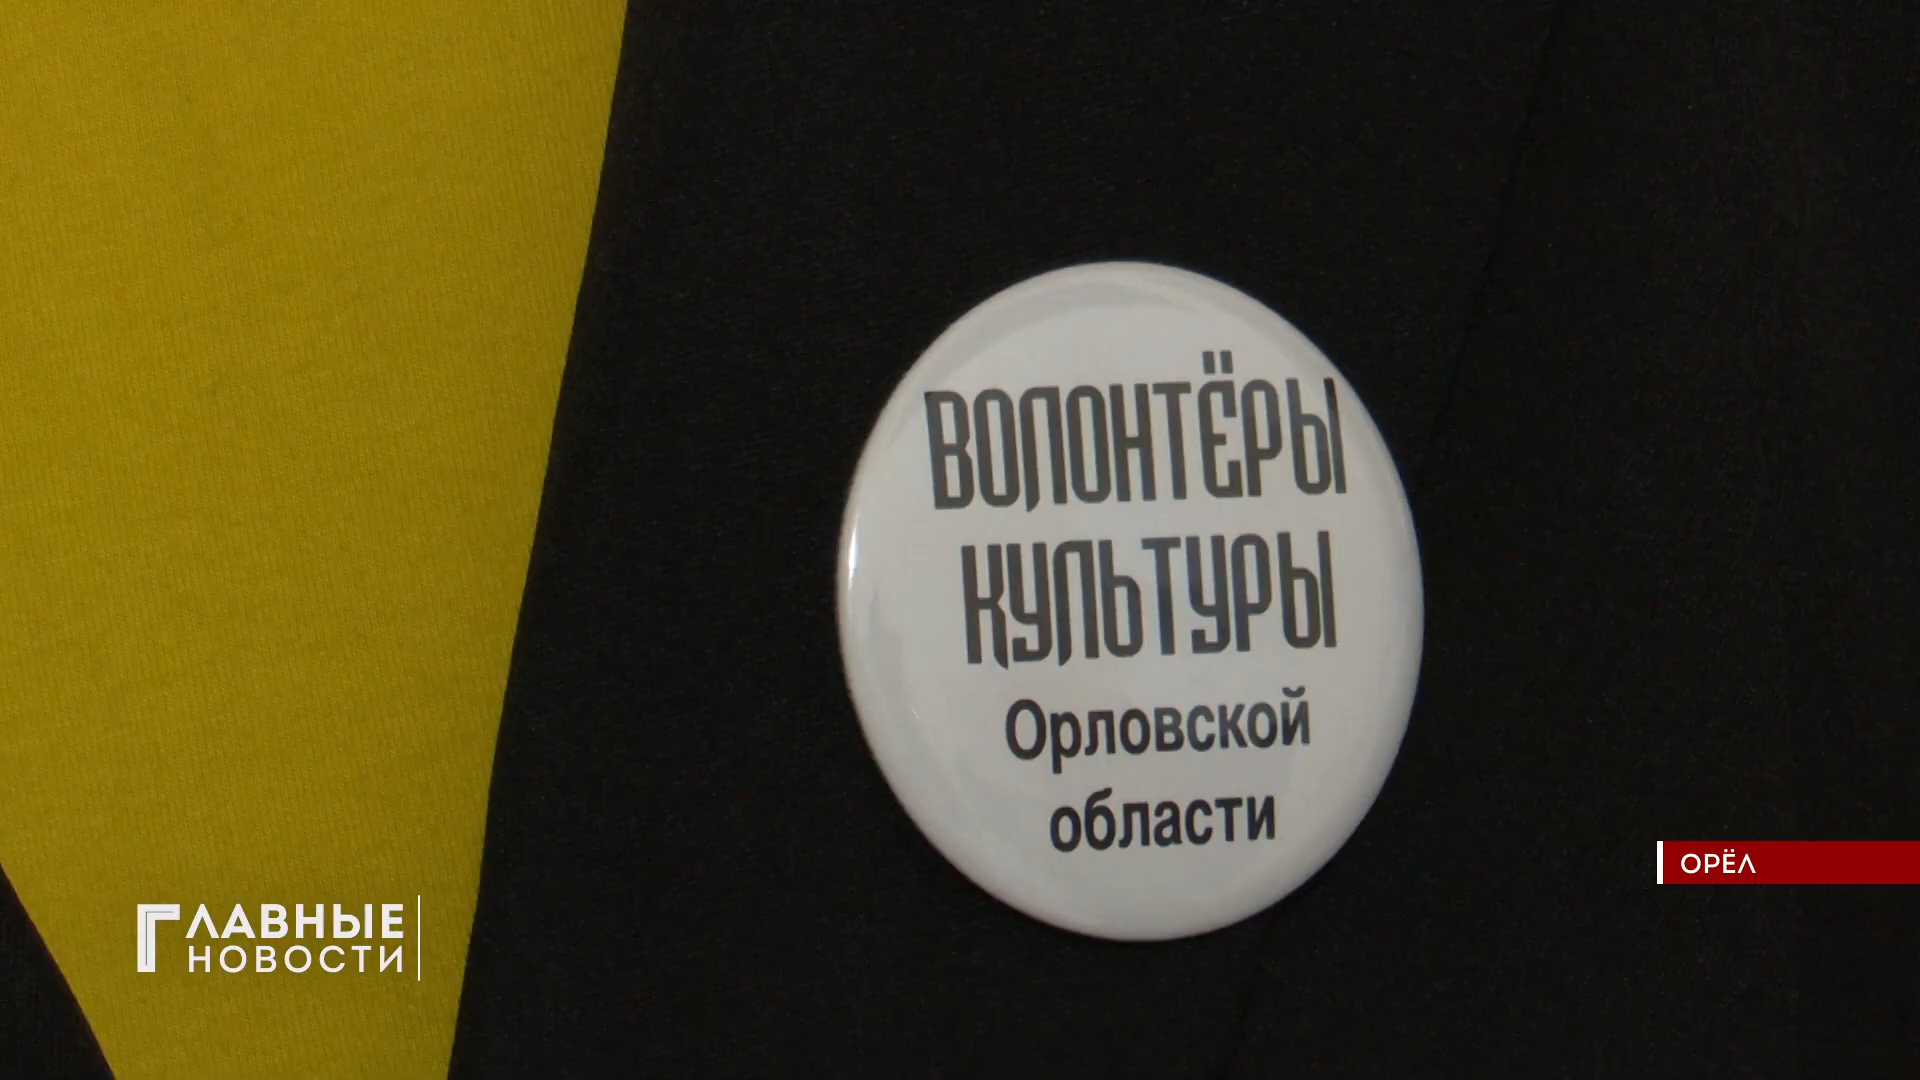 ВОЛОНТЁРЫ
КУЛЬТУРЫ
Орловской
области
ОРЁЛ
ГЛАВНЫЕ
НОВОСТИ